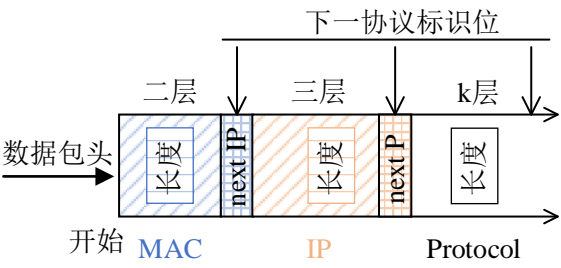 下一协议标识位
二层
三层
k层
数据包头
长度
next IP
长度
next P
长度
开始
MAC
IP
Protocol